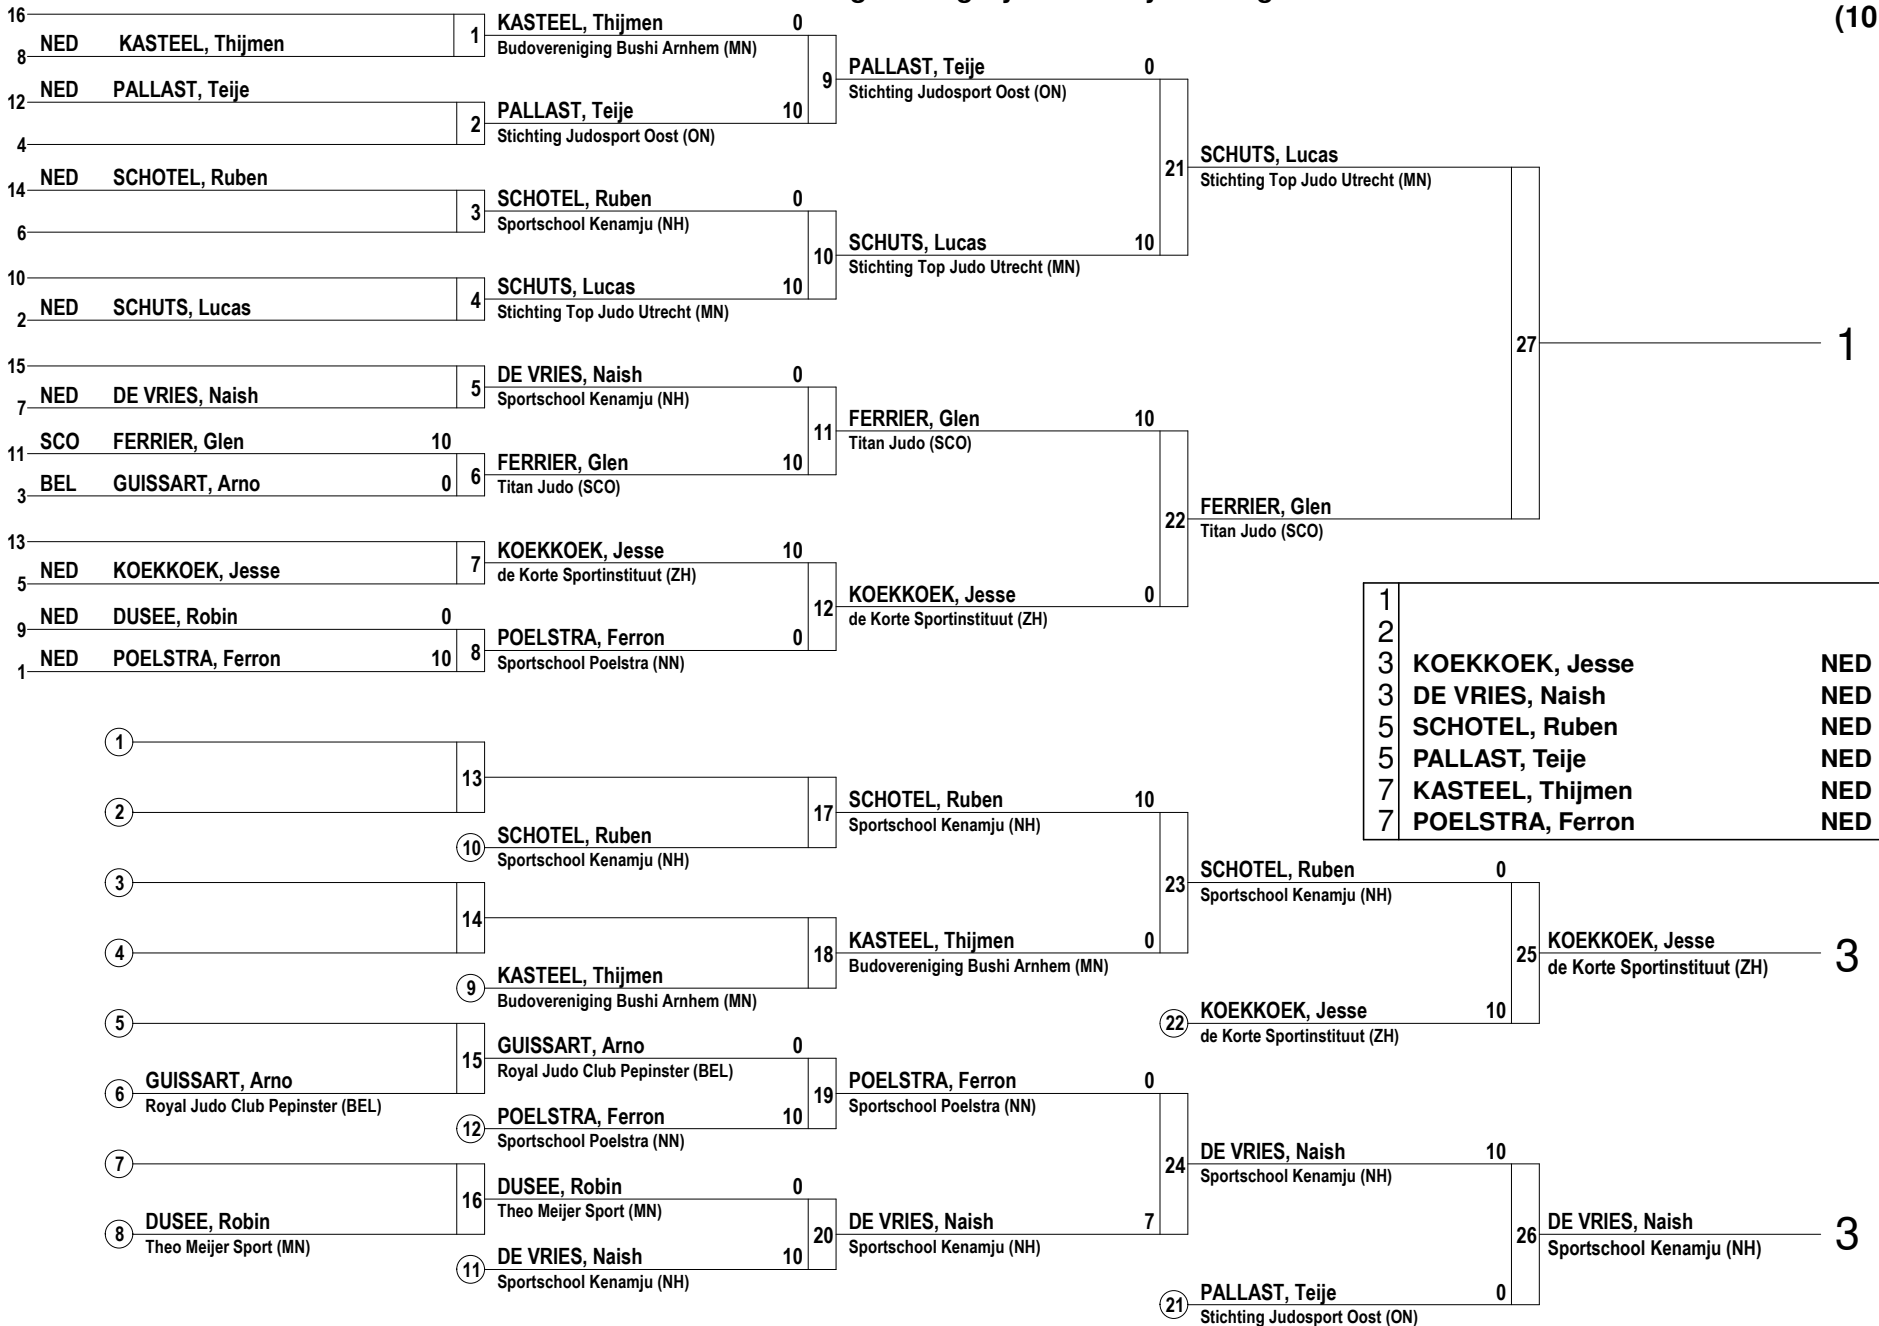 (10
16
NED KASTEEL, Thijmen
8
1
KASTEEL, Thijmen 0
Budovereniging Bushi Arnhem (MN)
12 NED PALLAST, Teije
4
2
PALLAST, Teije 10
Stichting Judosport Oost (ON)
9
PALLAST, Teije 0
Stichting Judosport Oost (ON)
14 NED SCHOTEL, Ruben
6
3
SCHOTEL, Ruben 0
Sportschool Kenamju (NH)
10
2 NED SCHUTS, Lucas
4
SCHUTS, Lucas 10
Stichting Top Judo Utrecht (MN)
10
SCHUTS, Lucas 10
Stichting Top Judo Utrecht (MN)
21
SCHUTS, Lucas
Stichting Top Judo Utrecht (MN)
15
7 NED DE VRIES, Naish
5
DE VRIES, Naish 0
Sportschool Kenamju (NH)
11 SCO FERRIER, Glen 10
3 BEL GUISSART, Arno 0
6
FERRIER, Glen 10
Titan Judo (SCO)
11
FERRIER, Glen 10
Titan Judo (SCO)
13
5 NED KOEKKOEK, Jesse
7
KOEKKOEK, Jesse 10
de Korte Sportinstituut (ZH)
9 NED DUSEE, Robin 0
1 NED POELSTRA, Ferron 10
8
POELSTRA, Ferron 0
Sportschool Poelstra (NN)
12
KOEKKOEK, Jesse 0
de Korte Sportinstituut (ZH)
22
FERRIER, Glen
Titan Judo (SCO)
27
1
1
2
3 KOEKKOEK, Jesse NED
3 DE VRIES, Naish NED
5 SCHOTEL, Ruben NED
5 PALLAST, Teije NED
7 KASTEEL, Thijmen NED
7 POELSTRA, Ferron NED
1
2
13
10 SCHOTEL, Ruben
Sportschool Kenamju (NH)
17
SCHOTEL, Ruben 10
Sportschool Kenamju (NH)
3
4
14
9 KASTEEL, Thijmen
Budovereniging Bushi Arnhem (MN)
18
KASTEEL, Thijmen 0
Budovereniging Bushi Arnhem (MN)
23
SCHOTEL, Ruben 0
Sportschool Kenamju (NH)
22 KOEKKOEK, Jesse 10
de Korte Sportinstituut (ZH)
25
KOEKKOEK, Jesse
de Korte Sportinstituut (ZH)
3
5
6 GUISSART, Arno
Royal Judo Club Pepinster (BEL)
15
GUISSART, Arno 0
Royal Judo Club Pepinster (BEL)
12 POELSTRA, Ferron 10
Sportschool Poelstra (NN)
19
POELSTRA, Ferron 0
Sportschool Poelstra (NN)
7
8 DUSEE, Robin
Theo Meijer Sport (MN)
16
DUSEE, Robin 0
Theo Meijer Sport (MN)
11 DE VRIES, Naish 10
Sportschool Kenamju (NH)
20
DE VRIES, Naish 7
Sportschool Kenamju (NH)
24
DE VRIES, Naish 10
Sportschool Kenamju (NH)
21 PALLAST, Teije 0
Stichting Judosport Oost (ON)
26
DE VRIES, Naish
Sportschool Kenamju (NH)
3